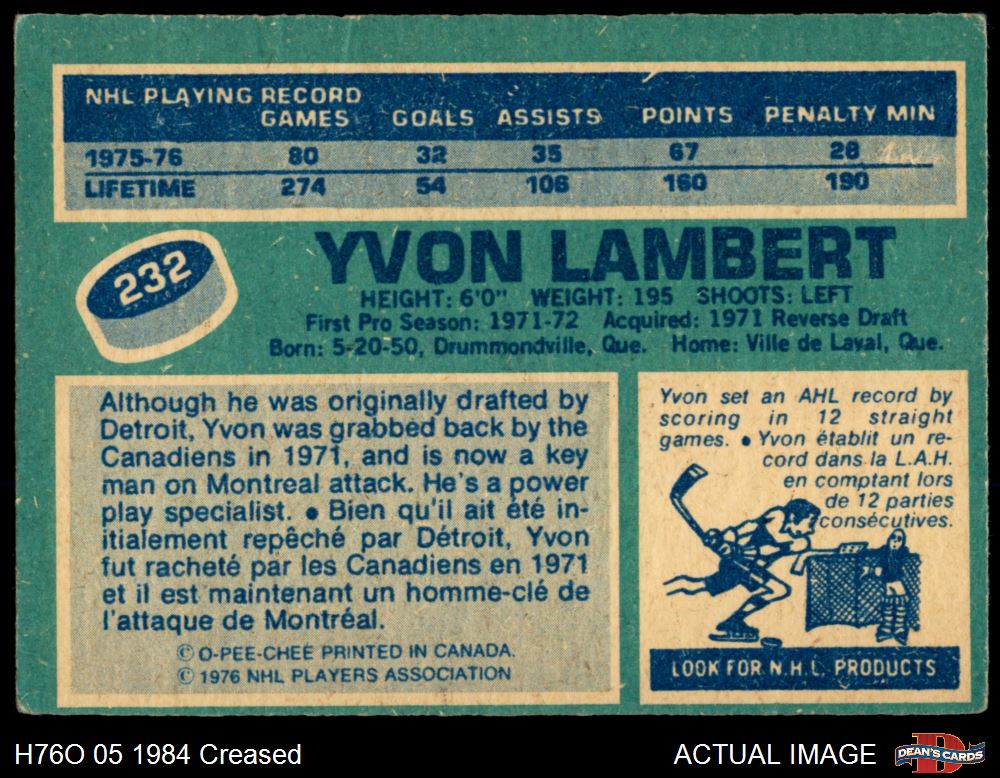 NHL PLAYING RECORD
GAMES GOALS ASSISTS POINTS PENALTY MIN
1975-76 80 32 35 67 28
LIFETIME 274 54 106 160 190
232
YVON LAMBERT
HEIGHT: 6'0" WEIGHT: 195 SHOOTS: LEFT
First Pro Season: 1971-72 Acquired: 1971 Reverse Draft
Born: 5-20-50, Drummondville, Que. Home: Ville de Laval, Que.
Although he was originally drafted by
Detroit, Yvon was grabbed back by the
Canadiens in 1971, and is now a key
man on Montreal attack. He's a power
play specialist. • Bien qu'il ait été in-
itialement repêché par Détroit, Yvon
fut racheté par les Canadiens en 1971
et il est maintenant un homme-clé de
l'attaque de Montréal.
© O-PEE-CHEE PRINTED IN CANADA.
© 1976 NHL PLAYERS ASSOCIATION
Yvon set an AHL record by
scoring in 12 straight
games. • Yvon établit un re-
cord dans la L.A.H.
en comptant lors
de 12 parties
consécutives.
LOOK FOR N.H.L. PRODUCTS
H76O 05 1984 Creased
ACTUAL IMAGE
DEAN'S CARDS